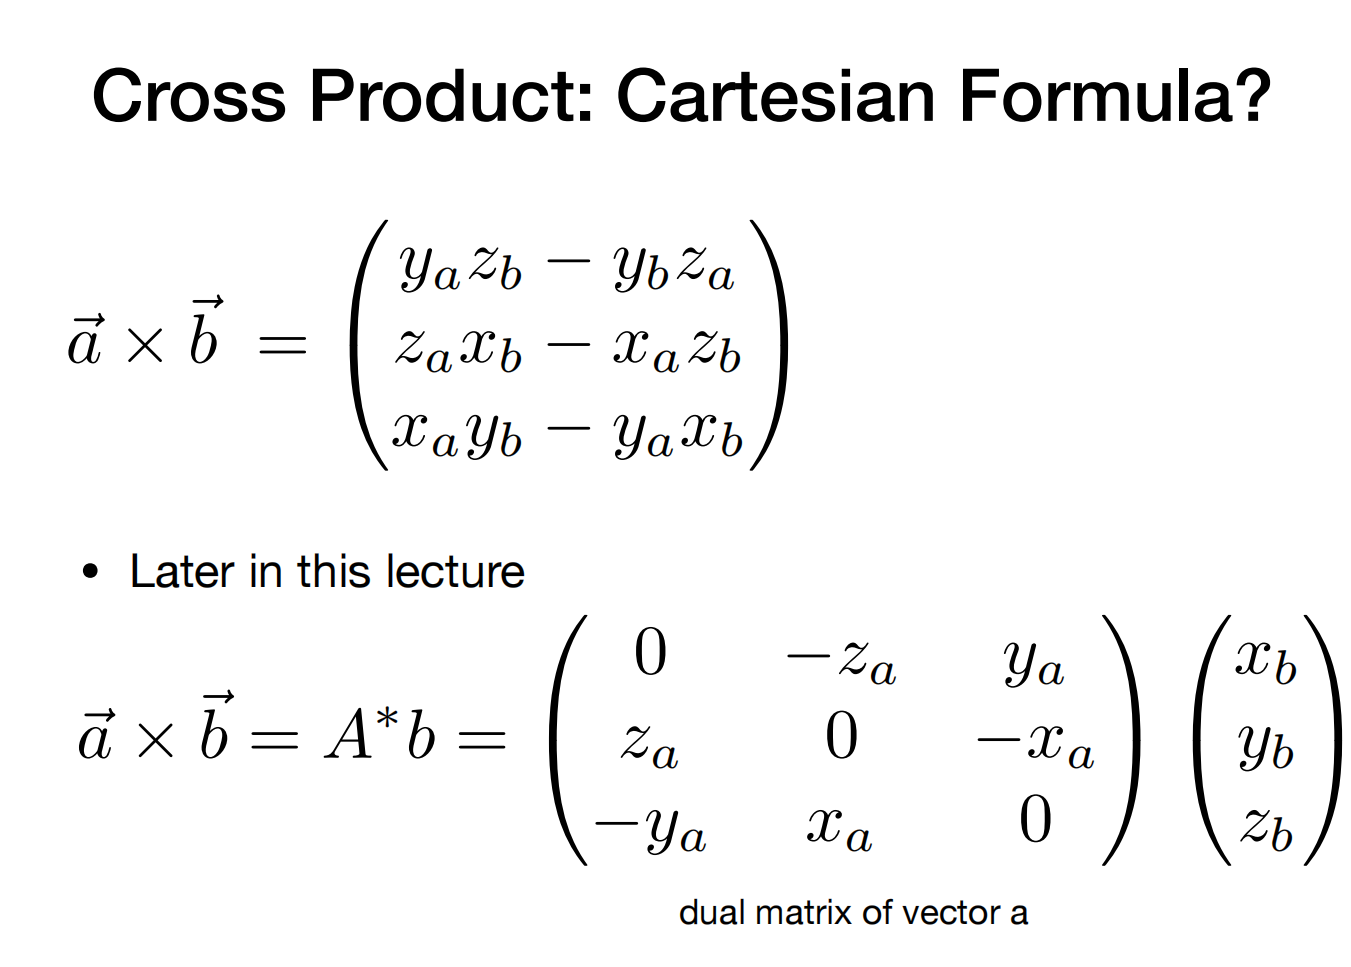 Cross Product: Cartesian Formula?
$\vec{a} \times \vec{b} = \begin{pmatrix} y_a z_b - y_b z_a \\ z_a x_b - x_a z_b \\ x_a y_b - y_a x_b \end{pmatrix}$
• Later in this lecture
$\vec{a} \times \vec{b} = A^* b = \begin{pmatrix} 0 & -z_a & y_a \\ z_a & 0 & -x_a \\ -y_a & x_a & 0 \end{pmatrix} \begin{pmatrix} x_b \\ y_b \\ z_b \end{pmatrix}$
dual matrix of vector a